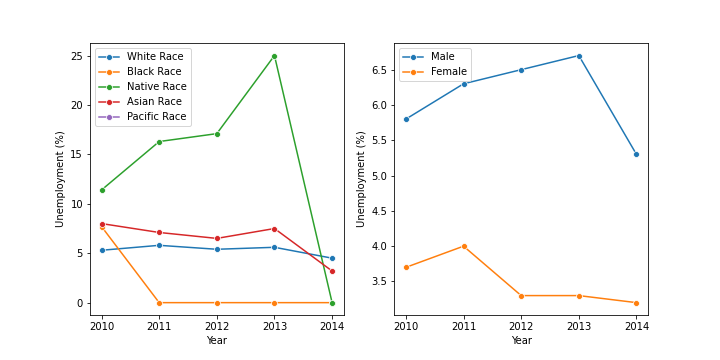 White Race
Black Race
Native Race
Asian Race
Pacific Race
25
20
15
10
5
0
Unemployment (%)
2010 2011 2012 2013 2014
Year
Male
Female
6.5
6.0
5.5
5.0
4.5
4.0
3.5
Unemployment (%)
2010 2011 2012 2013 2014
Year